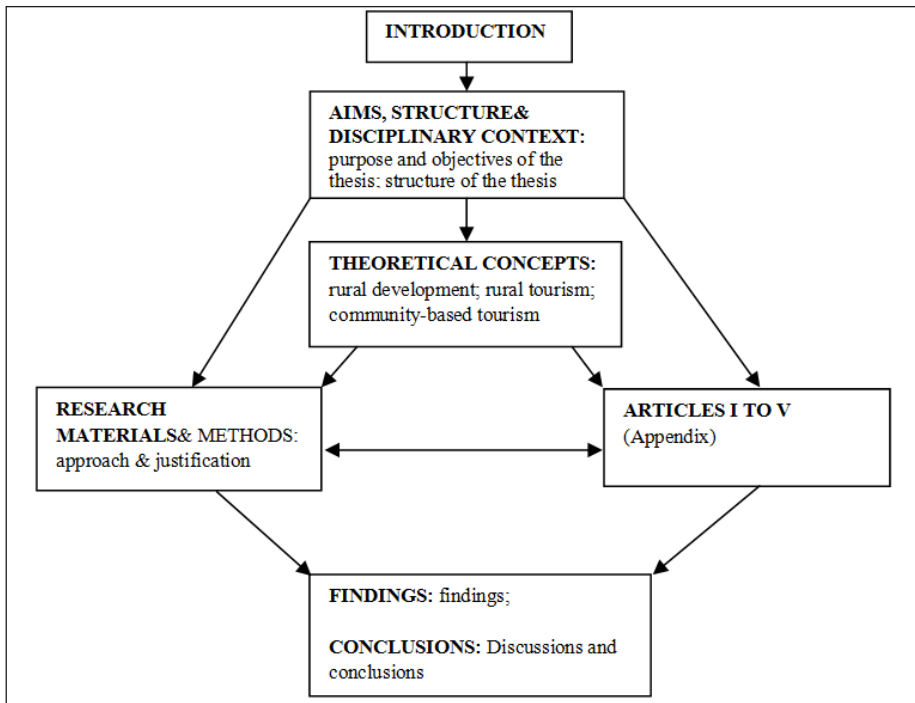 INTRODUCTION
AIMS, STRUCTURE&
DISCIPLINARY CONTEXT:
purpose and objectives of the
thesis; structure of the thesis
THEORETICAL CONCEPTS:
rural development; rural tourism;
community-based tourism
RESEARCH
MATERIALS& METHODS:
approach & justification
ARTICLES I TO V
(Appendix)
FINDINGS: findings;
CONCLUSIONS: Discussions and
conclusions